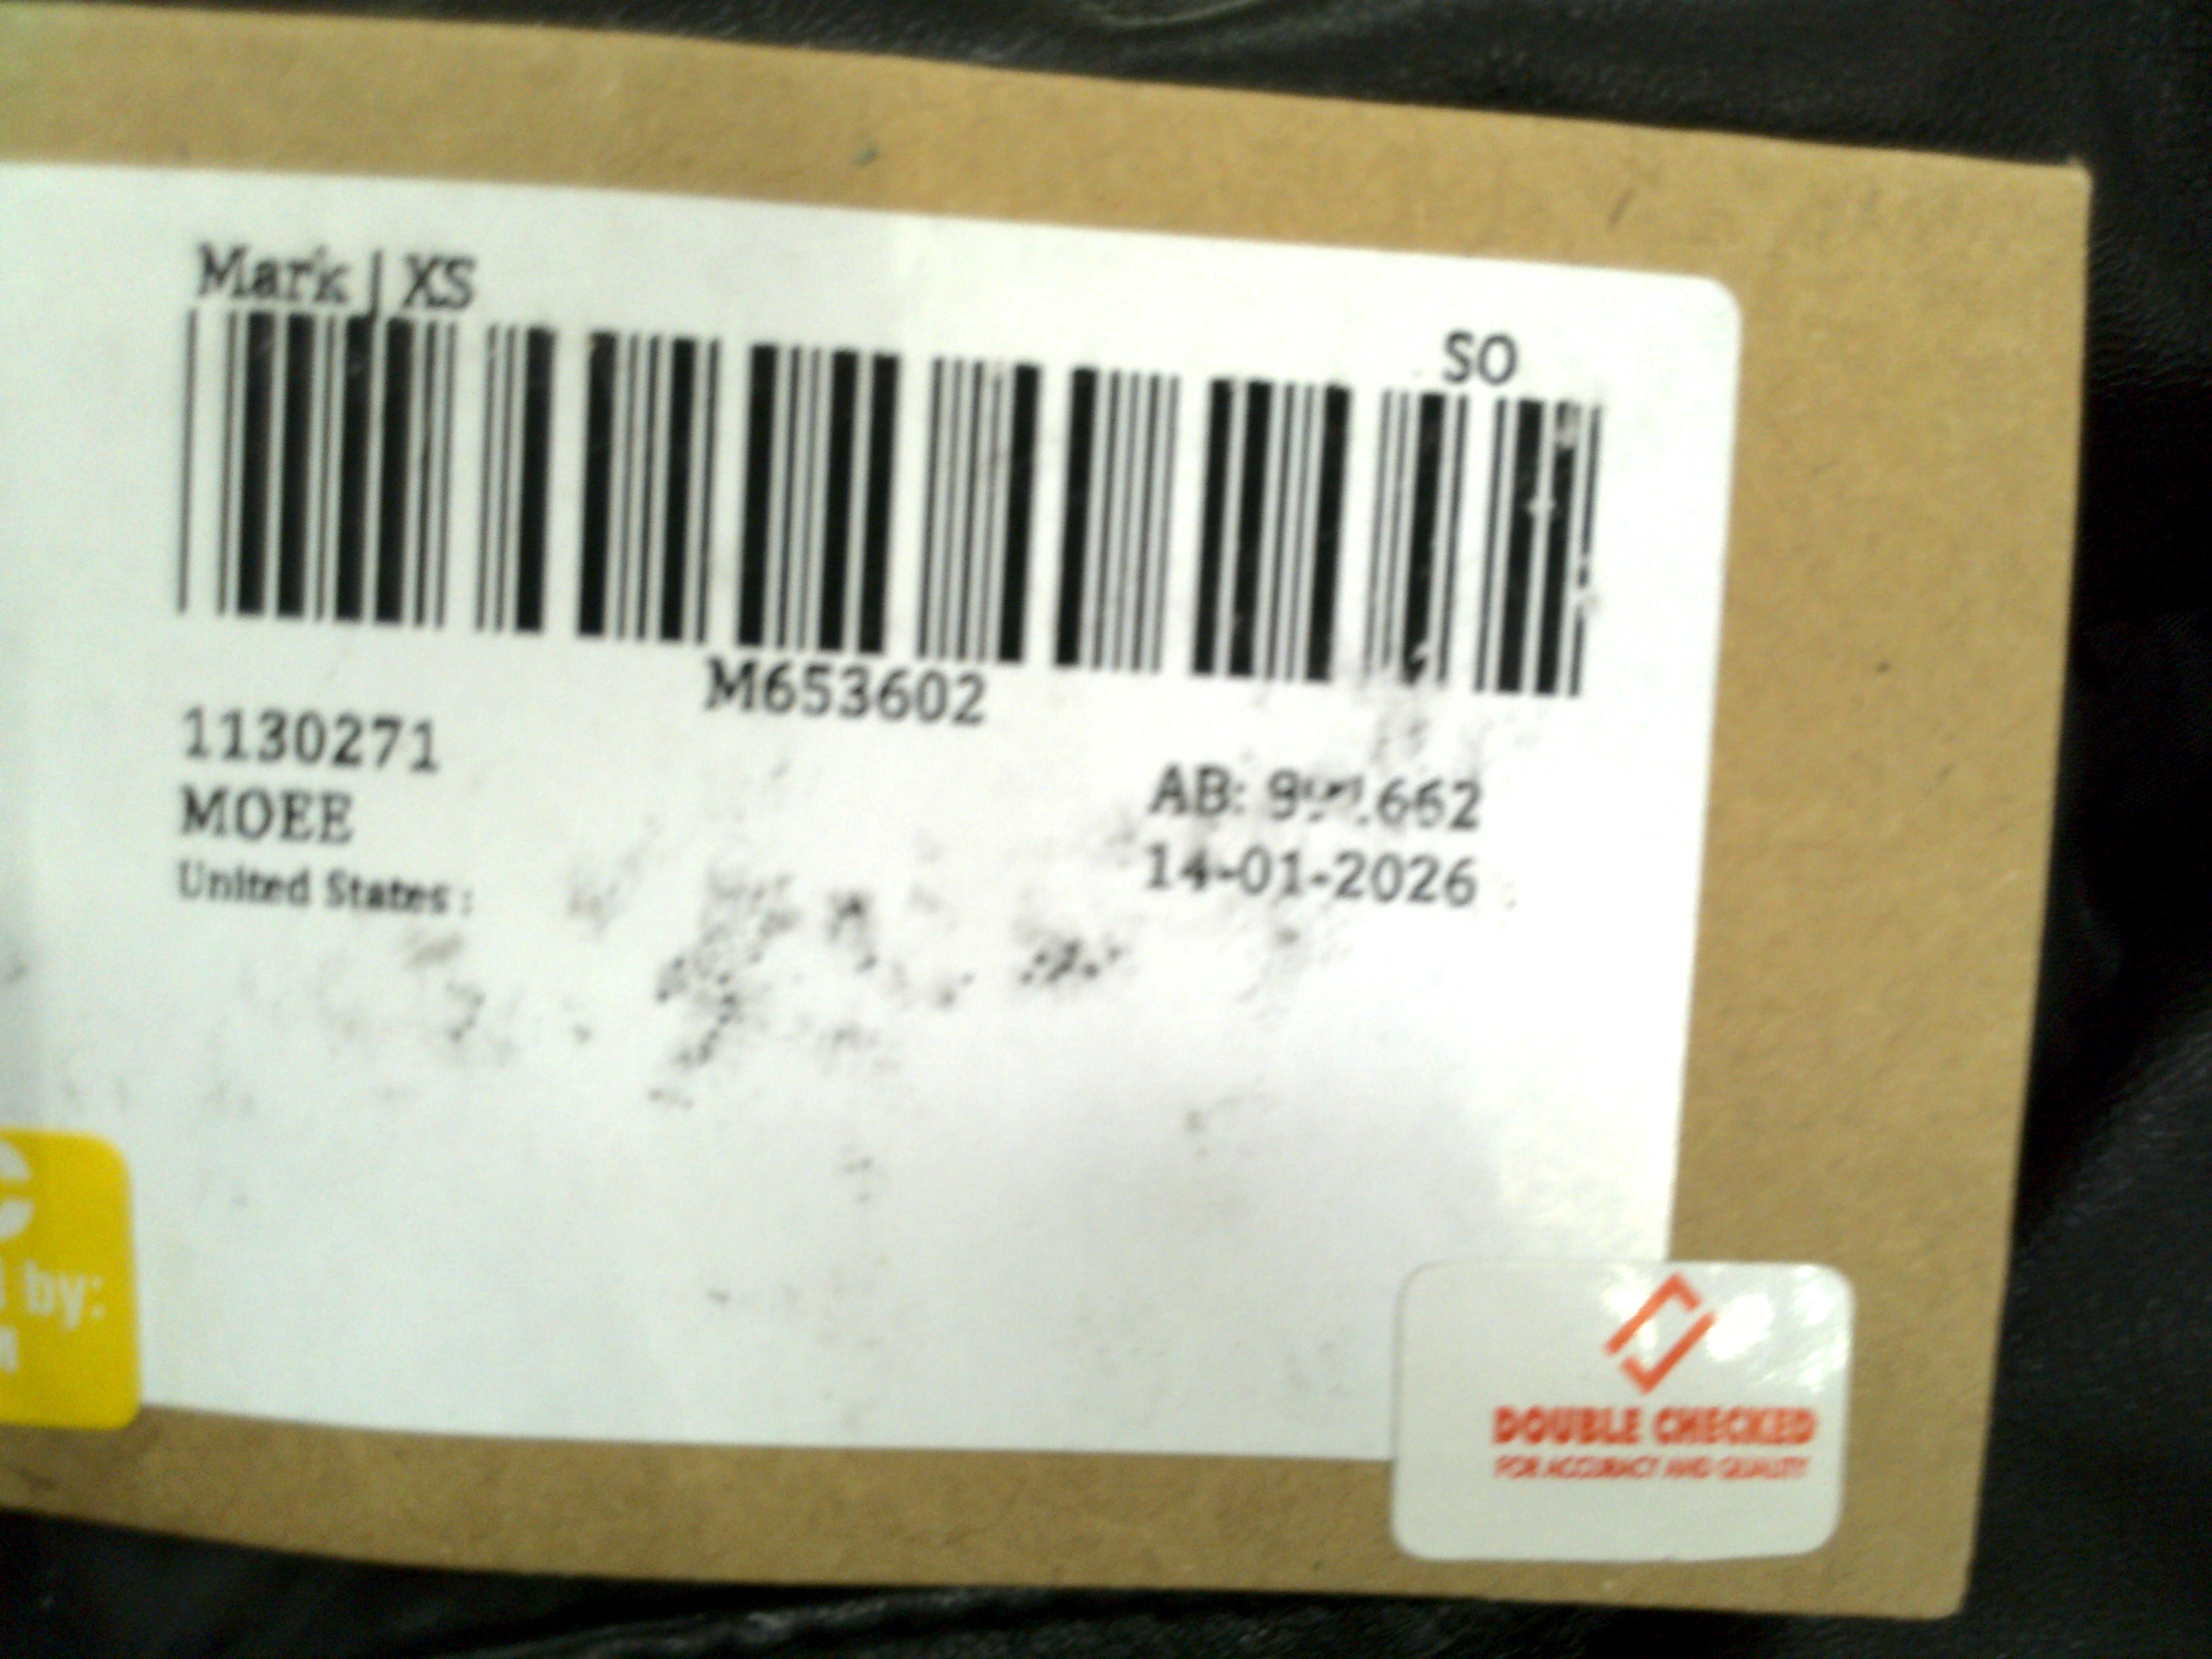 Mark J XS
SO
M653602
1130271
MOEE
United States :
AB:
14-01-2026
C
by:
DOUBLE CHECKED
FOR ACCURACY AND QUALITY